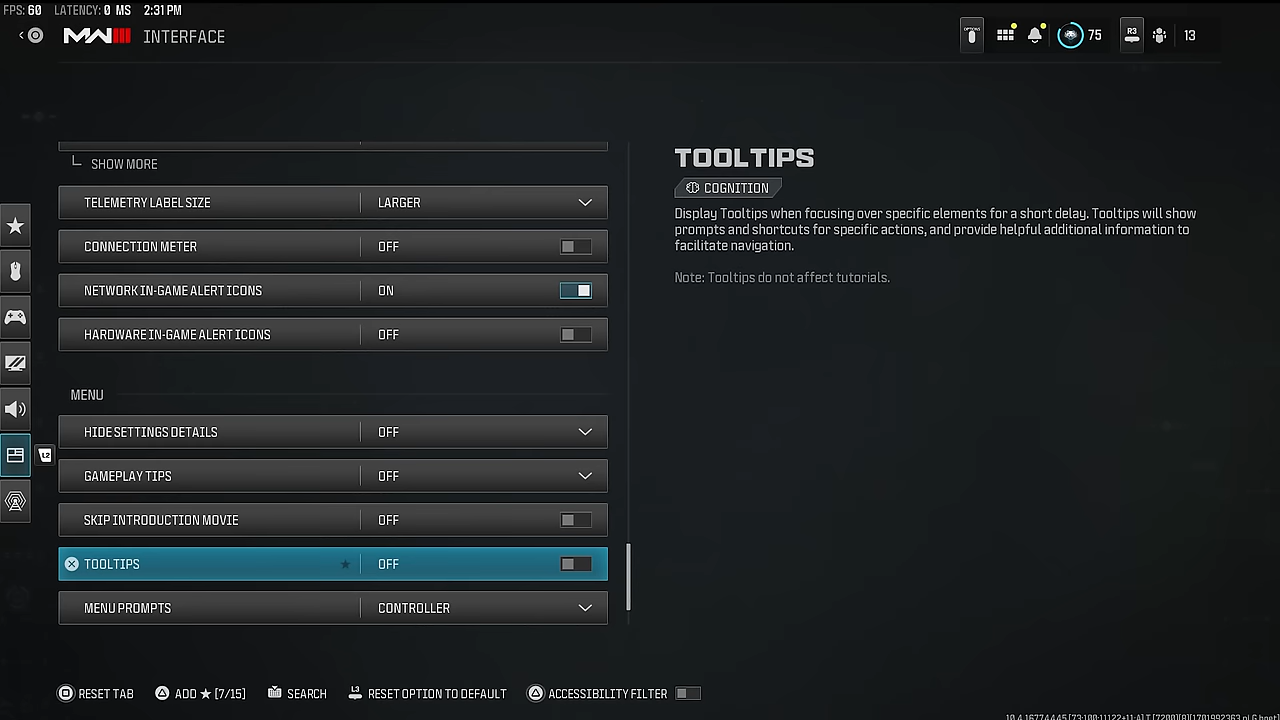 FPS: 60 LATENCY: 0 MS 2:31 PM
MWIII INTERFACE
OPTIONS 75 R3 13
SHOW MORE
TELEMETRY LABEL SIZE LARGER
CONNECTION METER OFF
NETWORK IN-GAME ALERT ICONS ON
HARDWARE IN-GAME ALERT ICONS OFF
MENU
HIDE SETTINGS DETAILS OFF
L2
GAMEPLAY TIPS OFF
SKIP INTRODUCTION MOVIE OFF
TOOLTIPS OFF
MENU PROMPTS CONTROLLER
TOOLTIPS
COGNITION
Display Tooltips when focusing over specific elements for a short delay. Tooltips will show
prompts and shortcuts for specific actions, and provide helpful additional information to
facilitate navigation.
Note: Tooltips do not affect tutorials.
RESET TAB ADD ★ [7/15] SEARCH L3 RESET OPTION TO DEFAULT ACCESSIBILITY FILTER